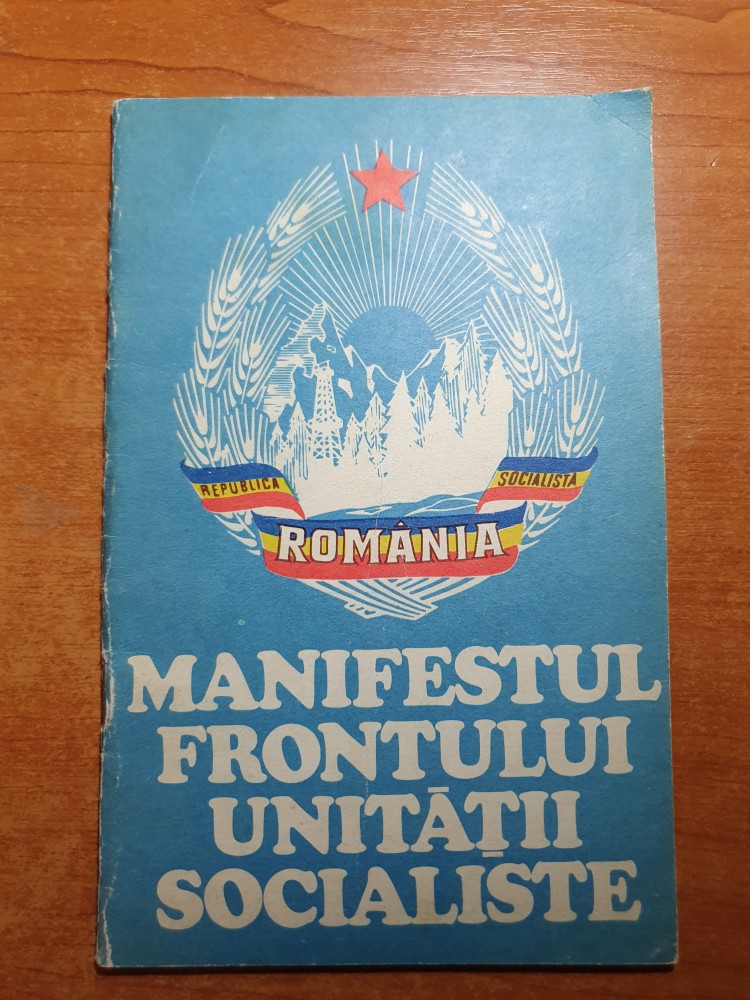 REPUBLICA
SOCIALISTA
ROMÂNIA
MANIFESTUL
FRONTULUI
UNITĂȚII
SOCIALISTE